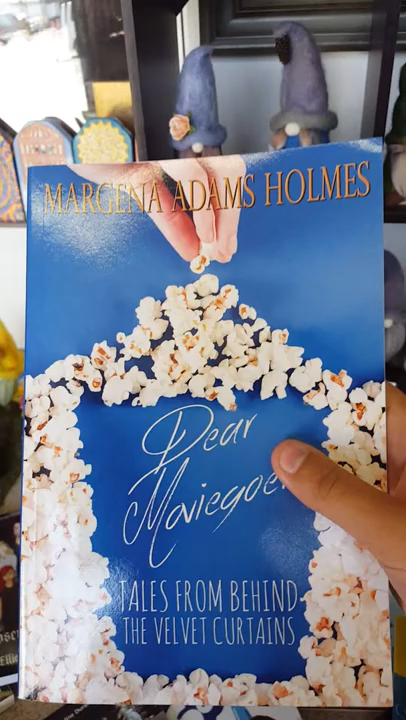 MARGENA ADAMS HOLMES
Dear
Moviegoer
TALES FROM BEHIND
THE VELVET CURTAINS